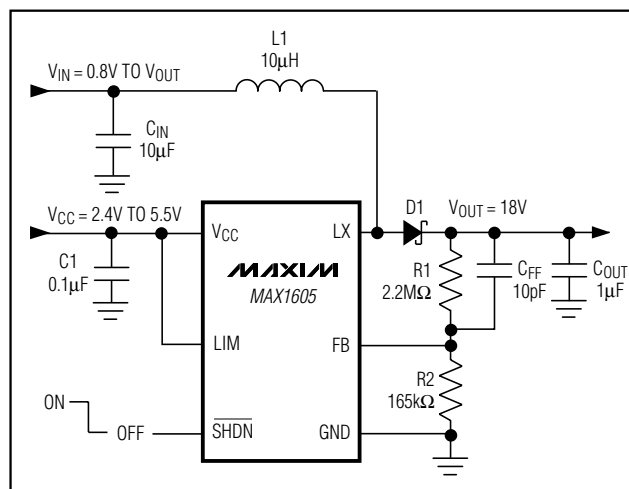 L1
10μH
VIN = 0.8V TO VOUT
CIN
10μF
VCC = 2.4V TO 5.5V
C1
0.1μF
VCC
LX
MAXIM
MAX1605
LIM
FB
SHDN
GND
ON
OFF
D1
VOUT = 18V
R1
2.2MΩ
CFF
10pF
COUT
1μF
R2
165kΩ